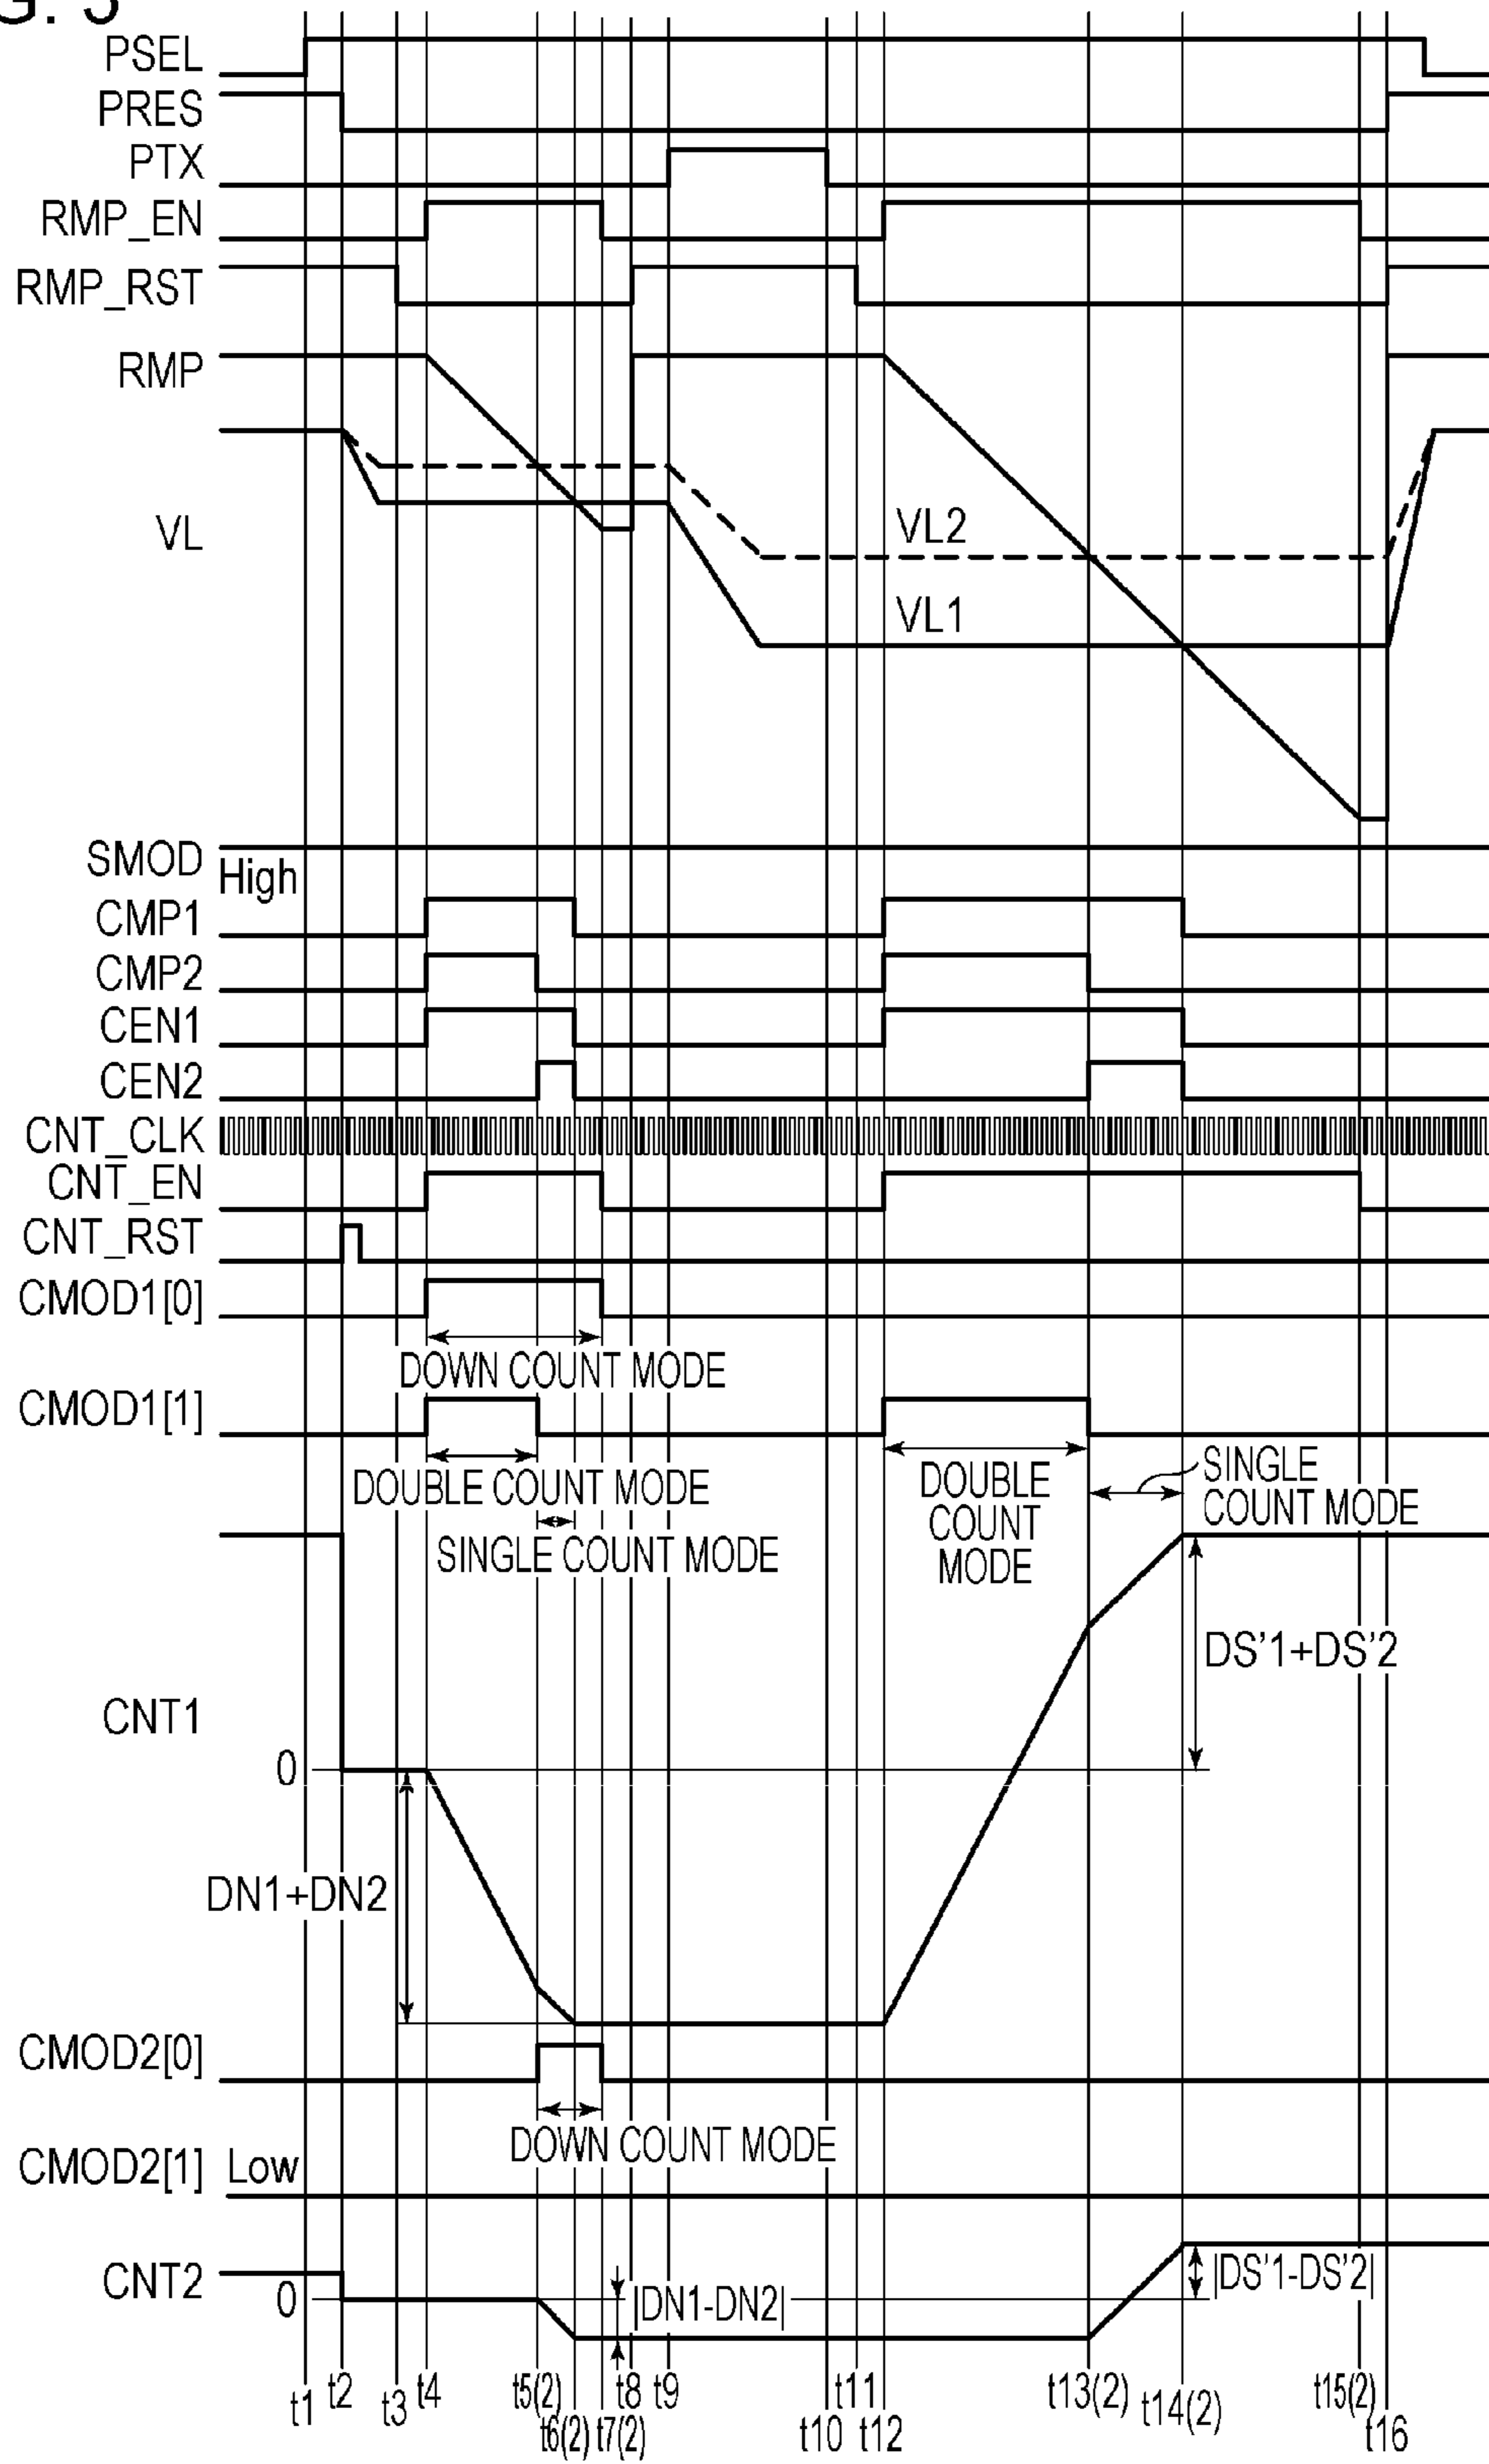 G. 5
PSEL
PRES
PTX
RMP_EN
RMP_RST
RMP
VL
VL2
VL1
SMOD
High
CMP1
CMP2
CEN1
CEN2
CNT_CLK
CNT_EN
CNT_RST
CMOD1[0]
DOWN COUNT MODE
CMOD1[1]
DOUBLE COUNT MODE
SINGLE COUNT MODE
DOUBLE
COUNT
MODE
SINGLE
COUNT MODE
DS'1+DS'2
CNT1
0
DN1+DN2
CMOD2[0]
DOWN COUNT MODE
CMOD2[1] Low
CNT2
0
|DN1-DN2|
|DS'1-DS'2|
t1 t2 t3 t4 t5(2) t6(2) t7(2) t8 t9 t10 t11 t12 t13(2) t14(2) t15(2) t16